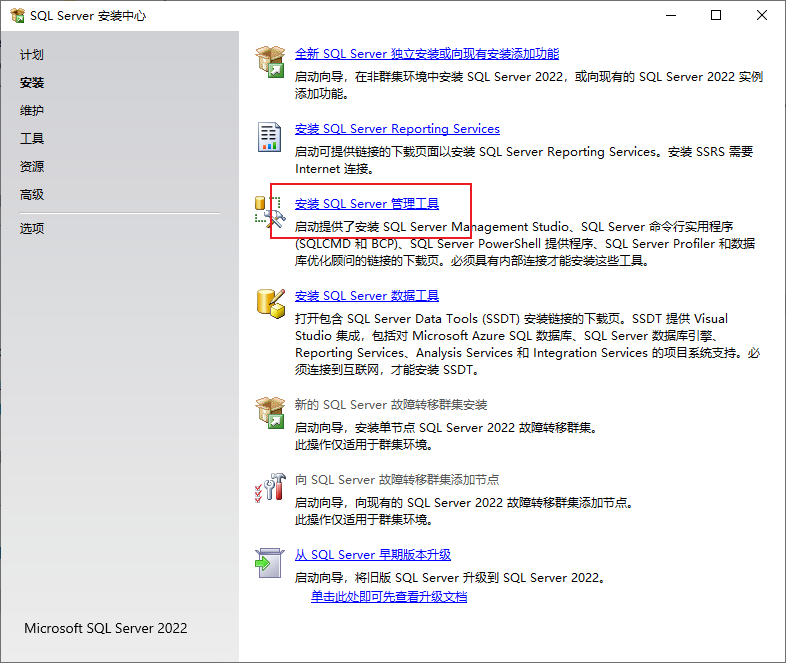 SQL Server 安装中心
计划
安装
维护
工具
资源
高级
选项
Microsoft SQL Server 2022
全新 SQL Server 独立安装或向现有安装添加功能
启动向导，在非群集环境中安装 SQL Server 2022，或向现有的 SQL Server 2022 实例
添加功能。
安装 SQL Server Reporting Services
启动可提供链接的下载页面以安装 SQL Server Reporting Services。安装 SSRS 需要
Internet 连接。
安装 SQL Server 管理工具
启动提供了安装 SQL Server Management Studio、SQL Server 命令行实用程序
(SQLCMD 和 BCP)、SQL Server PowerShell 提供程序、SQL Server Profiler 和数据
库优化顾问的链接的下载页。必须具有内部连接才能安装这些工具。
安装 SQL Server 数据工具
打开包含 SQL Server Data Tools (SSDT) 安装链接的下载页。SSDT 提供 Visual
Studio 集成，包括对 Microsoft Azure SQL 数据库、SQL Server 数据库引擎、
Reporting Services、Analysis Services 和 Integration Services 的项目系统支持。必
须连接到互联网，才能安装 SSDT。
新的 SQL Server 故障转移群集安装
启动向导，安装单节点 SQL Server 2022 故障转移群集。
此操作仅适用于群集环境。
向 SQL Server 故障转移群集添加节点
启动向导，向现有的 SQL Server 2022 故障转移群集添加节点。
此操作仅适用于群集环境。
从 SQL Server 早期版本升级
启动向导，将旧版 SQL Server 升级到 SQL Server 2022。
单击此处即可先查看升级文档